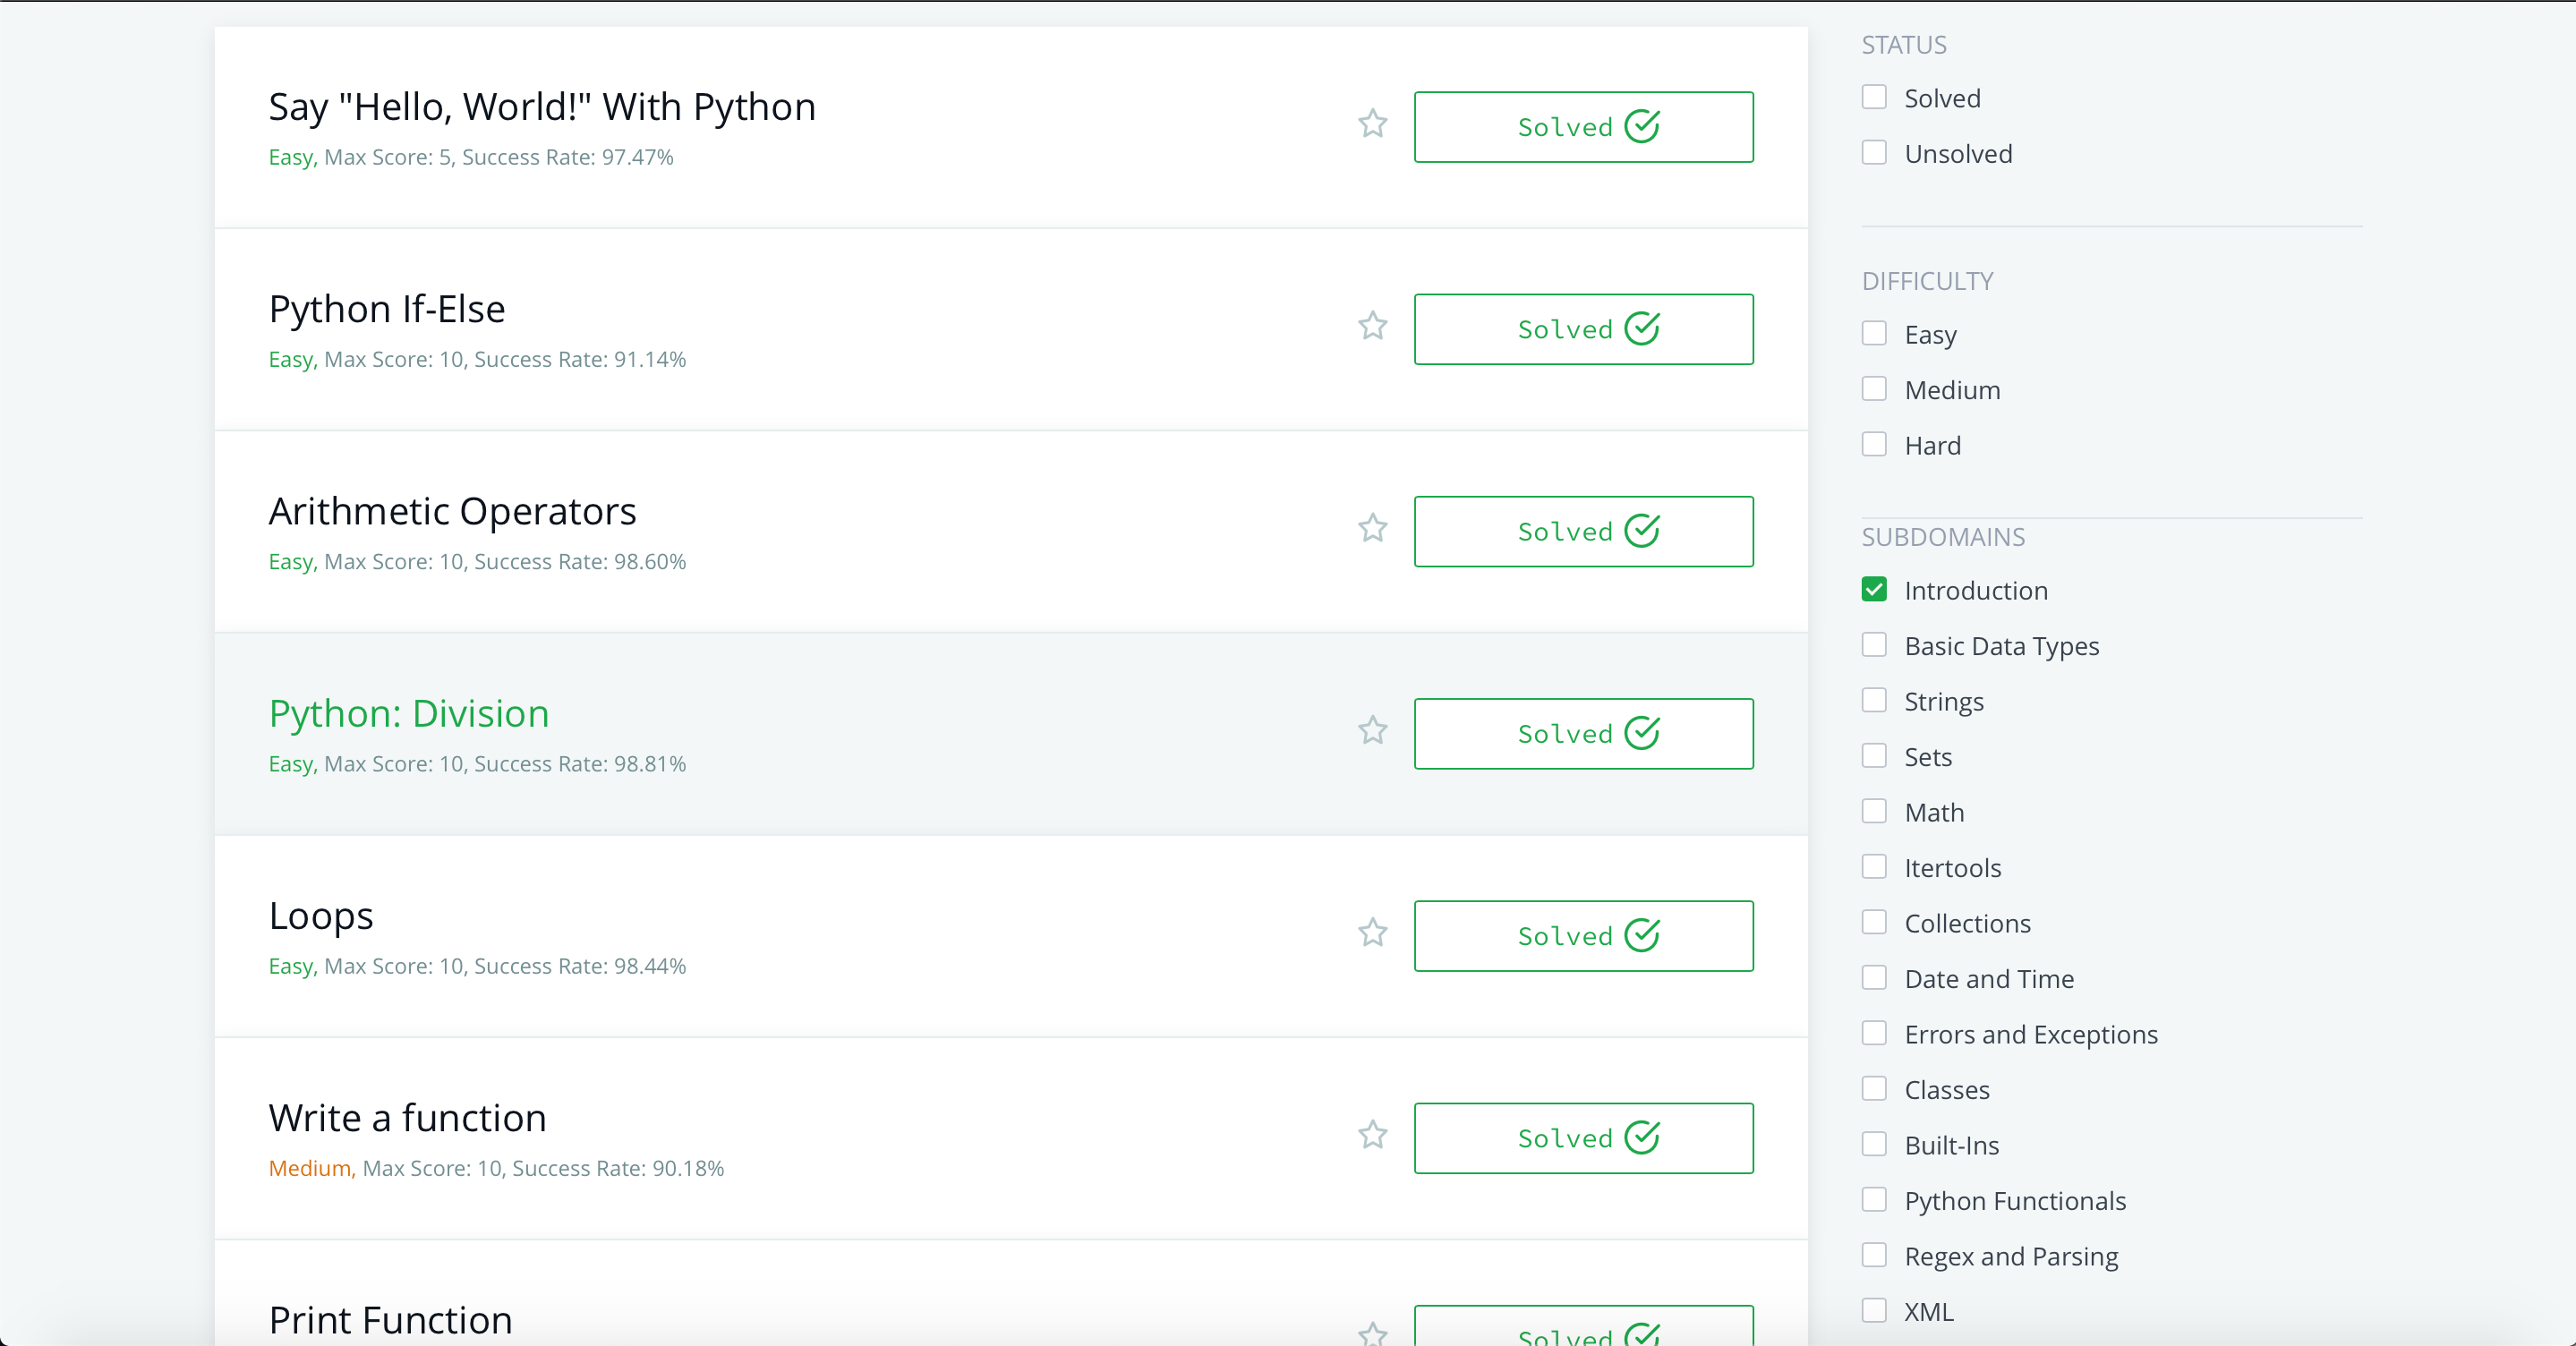 Say "Hello, World!" With Python
Easy, Max Score: 5, Success Rate: 97.47%
Solved
Python If-Else
Easy, Max Score: 10, Success Rate: 91.14%
Solved
Arithmetic Operators
Easy, Max Score: 10, Success Rate: 98.60%
Solved
Python: Division
Easy, Max Score: 10, Success Rate: 98.81%
Solved
Loops
Easy, Max Score: 10, Success Rate: 98.44%
Solved
Write a function
Medium, Max Score: 10, Success Rate: 90.18%
Solved
Print Function
Solved
STATUS
Solved
Unsolved
DIFFICULTY
Easy
Medium
Hard
SUBDOMAINS
Introduction
Basic Data Types
Strings
Sets
Math
Itertools
Collections
Date and Time
Errors and Exceptions
Classes
Built-Ins
Python Functionals
Regex and Parsing
XML